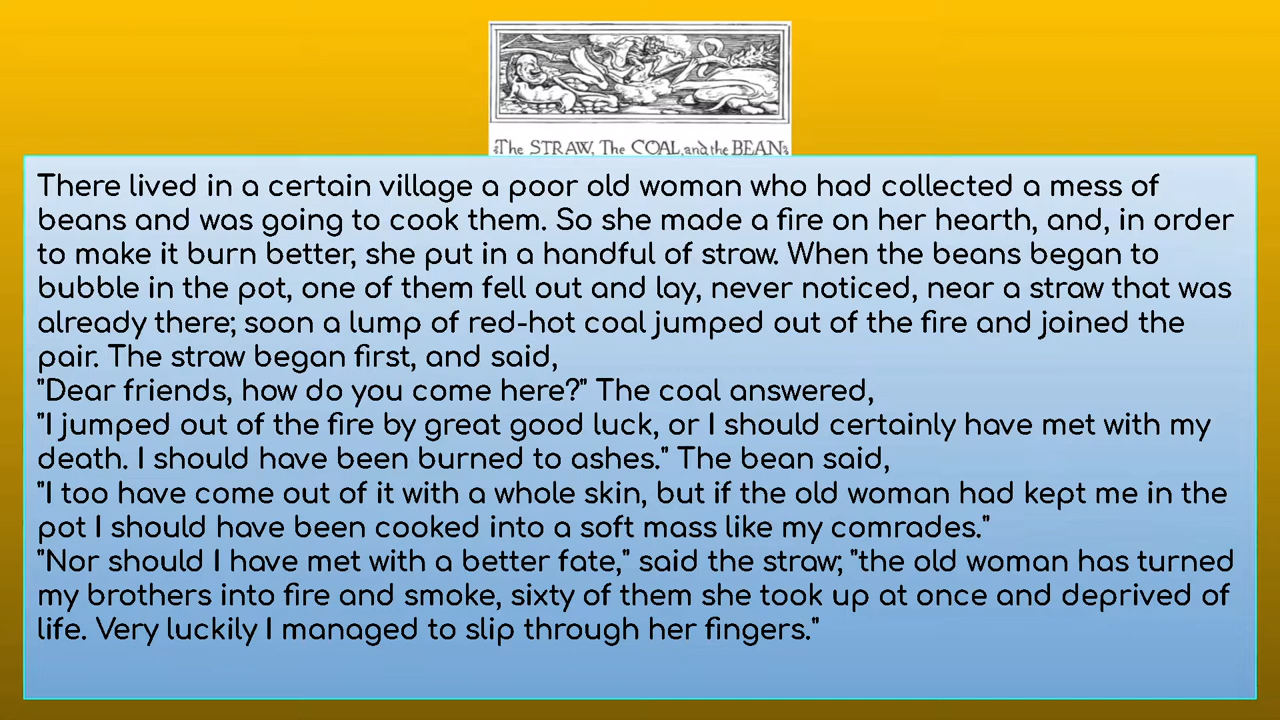 The STRAW, The COAL, and the BEAN
There lived in a certain village a poor old woman who had collected a mess of
beans and was going to cook them. So she made a fire on her hearth, and, in order
to make it burn better, she put in a handful of straw. When the beans began to
bubble in the pot, one of them fell out and lay, never noticed, near a straw that was
already there; soon a lump of red-hot coal jumped out of the fire and joined the
pair. The straw began first, and said,
"Dear friends, how do you come here?" The coal answered,
"I jumped out of the fire by great good luck, or I should certainly have met with my
death. I should have been burned to ashes." The bean said,
"I too have come out of it with a whole skin, but if the old woman had kept me in the
pot I should have been cooked into a soft mass like my comrades."
"Nor should I have met with a better fate," said the straw; "the old woman has turned
my brothers into fire and smoke, sixty of them she took up at once and deprived of
life. Very luckily I managed to slip through her fingers."